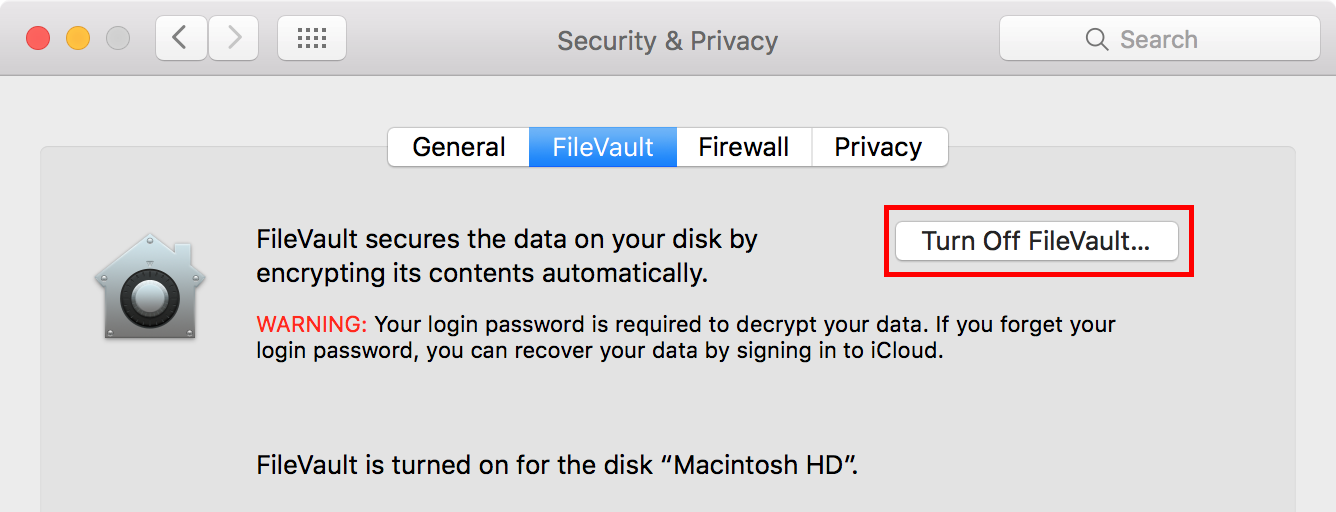 Security & Privacy
Search
General FileVault Firewall Privacy
FileVault secures the data on your disk by
encrypting its contents automatically.
Turn Off FileVault...
WARNING: Your login password is required to decrypt your data. If you forget your
login password, you can recover your data by signing in to iCloud.
FileVault is turned on for the disk “Macintosh HD”.